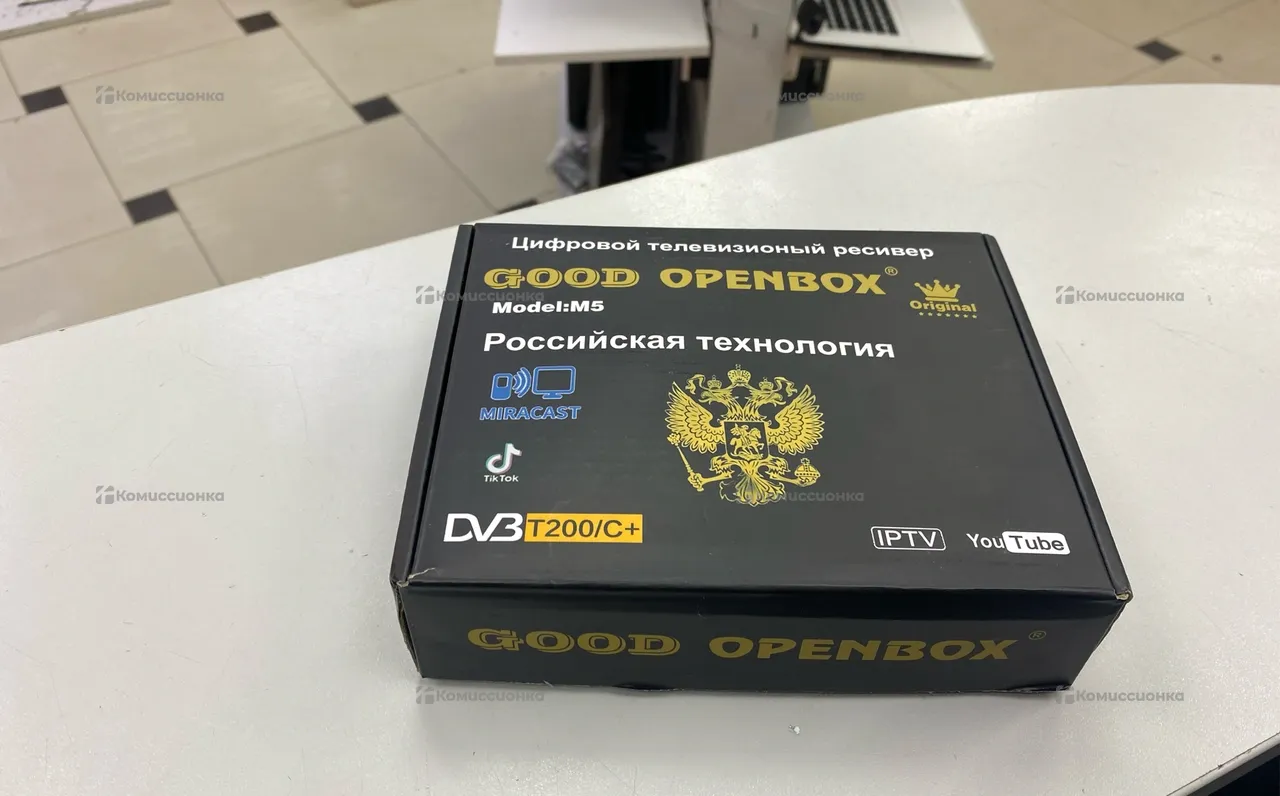 Комиссионка
Комиссионка
Цифровой телевизионый ресивер
GOOD OPENBOX®
Комиссионка
Комиссионка
Original
Model:M5
Российская технология
MIRACAST
TikTok
Комиссионка
Комиссионка
DVB T200/C+
IPTV
YouTube
GOOD OPENBOX®
Комиссионка
Комиссионка